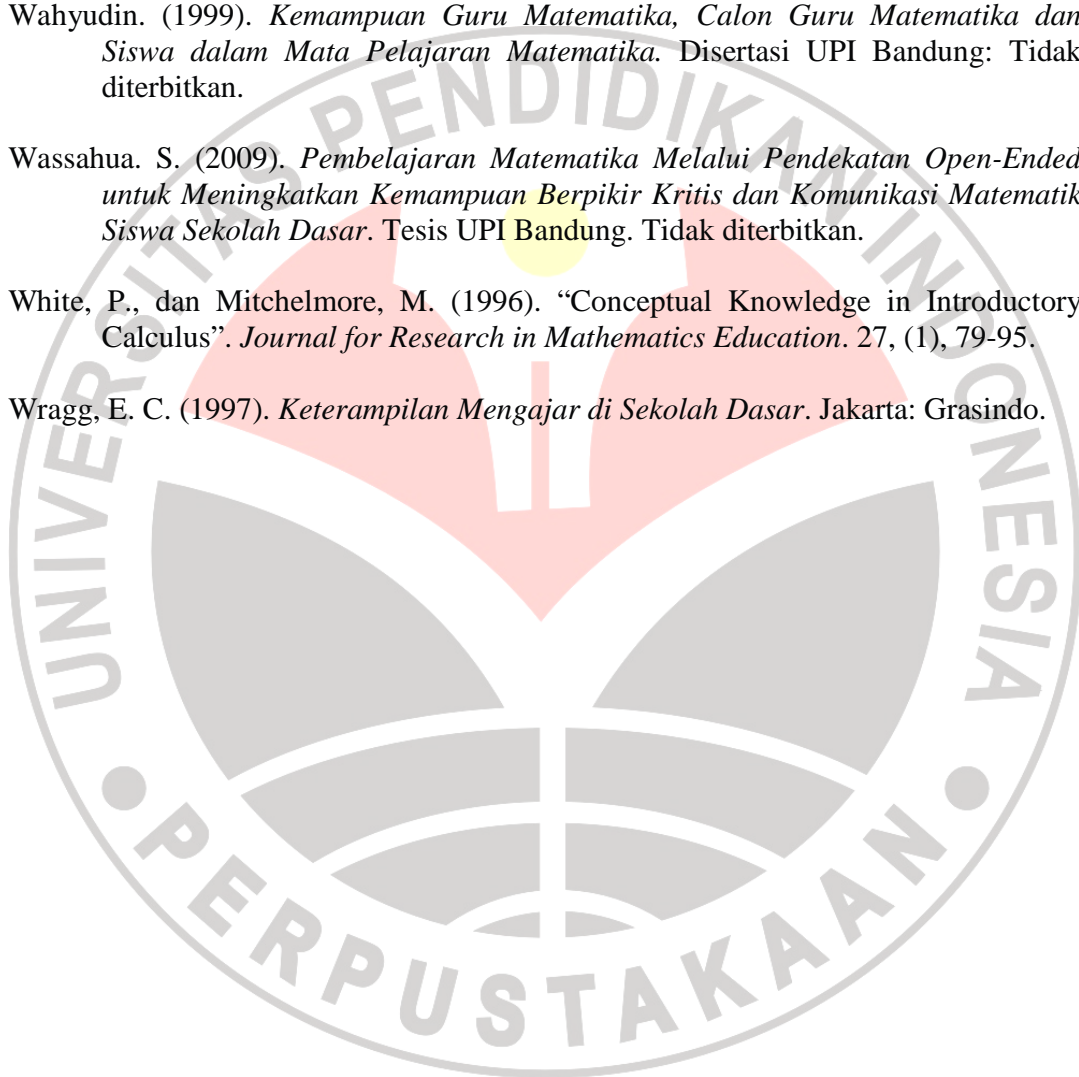 Wahyudin. (1999). Kemampuan Guru Matematika, Calon Guru Matematika dan
Siswa dalam Mata Pelajaran Matematika. Disertasi UPI Bandung: Tidak
diterbitkan.
Wassahua. S. (2009). Pembelajaran Matematika Melalui Pendekatan Open-Ended
untuk Meningkatkan Kemampuan Berpikir Kritis dan Komunikasi Matematik
Siswa Sekolah Dasar. Tesis UPI Bandung. Tidak diterbitkan.
White, P., dan Mitchelmore, M. (1996). “Conceptual Knowledge in Introductory
Calculus”. Journal for Research in Mathematics Education. 27, (1), 79-95.
Wragg, E. C. (1997). Keterampilan Mengajar di Sekolah Dasar. Jakarta: Grasindo.
UNIVERSITAS PENDIDIKAN INDONESIA
PERPUSTAKAAN